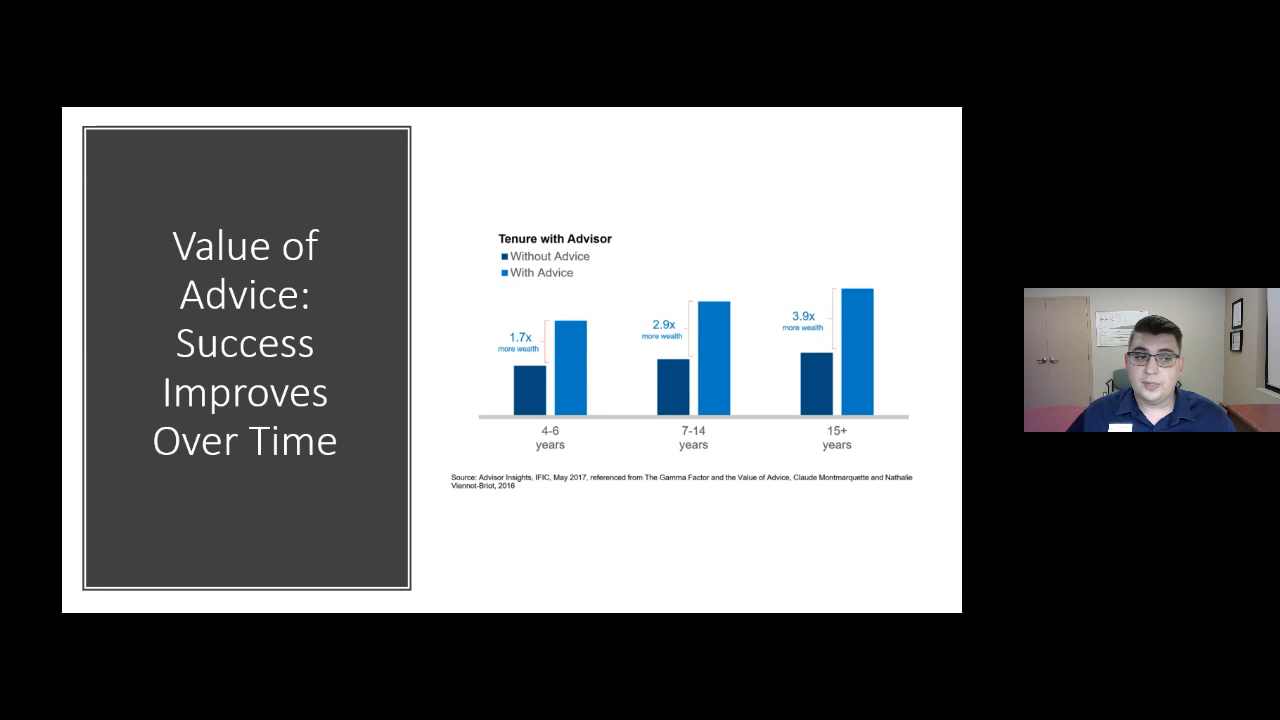 Value of
Advice:
Success
Improves
Over Time
Tenure with Advisor
Without Advice
With Advice
1.7x
more wealth
2.9x
more wealth
3.9x
more wealth
4-6
years
7-14
years
15+
years
Source: Advisor Insights, IFIC, May 2017, referenced from The Gamma Factor and the Value of Advice, Claude Montmarquette and Nathalie
Viennot-Briot, 2016